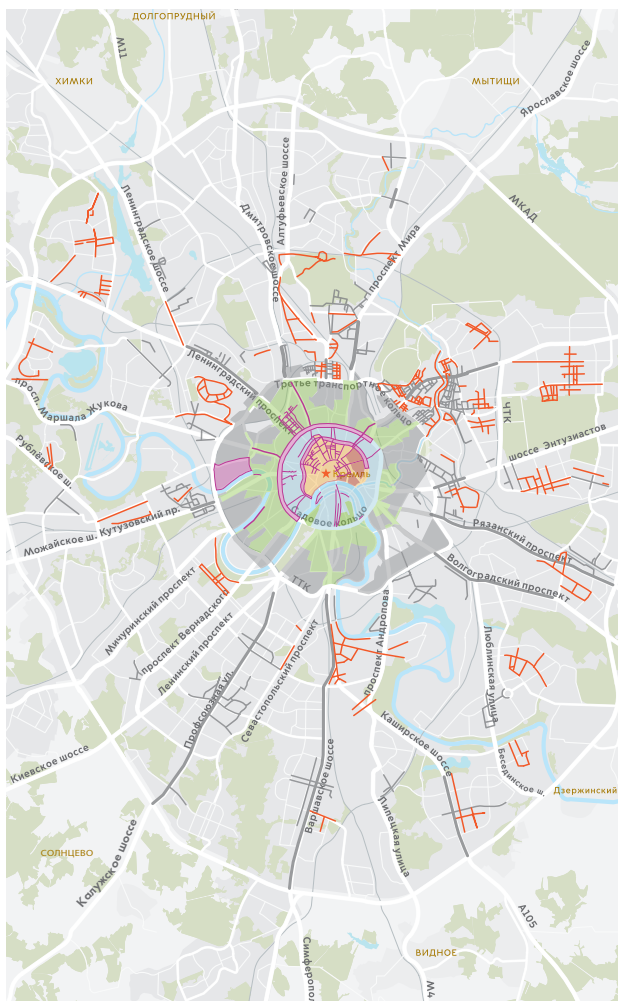 ДОЛГОПРУДНЫЙ
М11
ХИМКИ
МЫТИЩИ
Ярославское шоссе
Алтуфьевское шоссе
Ленинградское шоссе
Дмитровское шоссе
МКАД
проспект Мира
Ленинградский проспект
Третье транспортное кольцо
просп. Маршала Жукова
ЧТК
шоссе Энтузиастов
Рублёвское ш.
Кремль
Садовое кольцо
Можайское ш. Кутузовский пр.
Рязанский проспект
Волгоградский проспект
ТТК
Мичуринский проспект
проспект Вернадского
Ленинский проспект
проспект Андропова
Севастопольский проспект
Люблинская улица
Профсоюзная ул.
Каширское шоссе
Киевское шоссе
Варшавское шоссе
Бесединское ш.
Дзержинский
Липецкая улица
СОЛНЦЕВО
Калужское шоссе
А105
ВИДНОЕ
Симферопол
М4